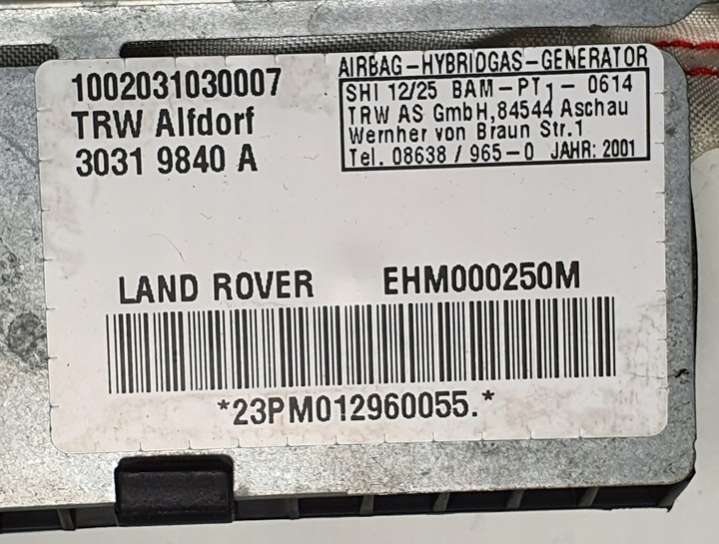 1002031030007
TRW Alfdorf
3031 9840 A
AIRBAG-HYBRIDGAS-GENERATOR
SHI 12/25 BAM-PT1- 0614
TRW AS GmbH, 84544 Aschau
Wernher von Braun Str.1
Tel. 08638 / 965-0 JAHR: 2001
LAND ROVER EHM000250M
*23PM012960055.*